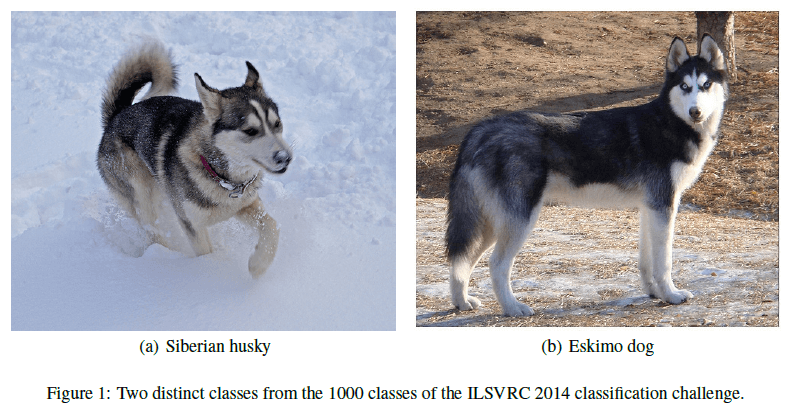 (a) Siberian husky
(b) Eskimo dog
Figure 1: Two distinct classes from the 1000 classes of the ILSVRC 2014 classification challenge.